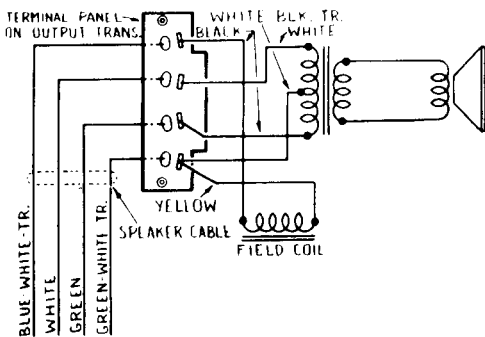 TERMINAL PANEL
ON OUTPUT TRANS.
WHITE BLK. TR.
BLACK
WHITE
YELLOW
SPEAKER CABLE
FIELD COIL
BLUE-WHITE-TR.
WHITE
GREEN
GREEN-WHITE TR.